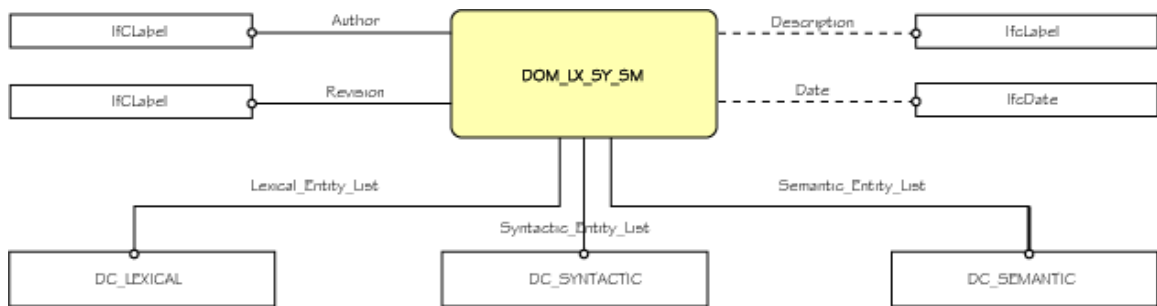 Author
Description
IfCLabel
IfcLabel
DOM_LX_SY_SM
Revision
Date
IfCLabel
IfcDate
Lexical_Entity_List
Semantic_Entity_List
Syntactic_Entity_List
DC_LEXICAL
DC_SYNTACTIC
DC_SEMANTIC